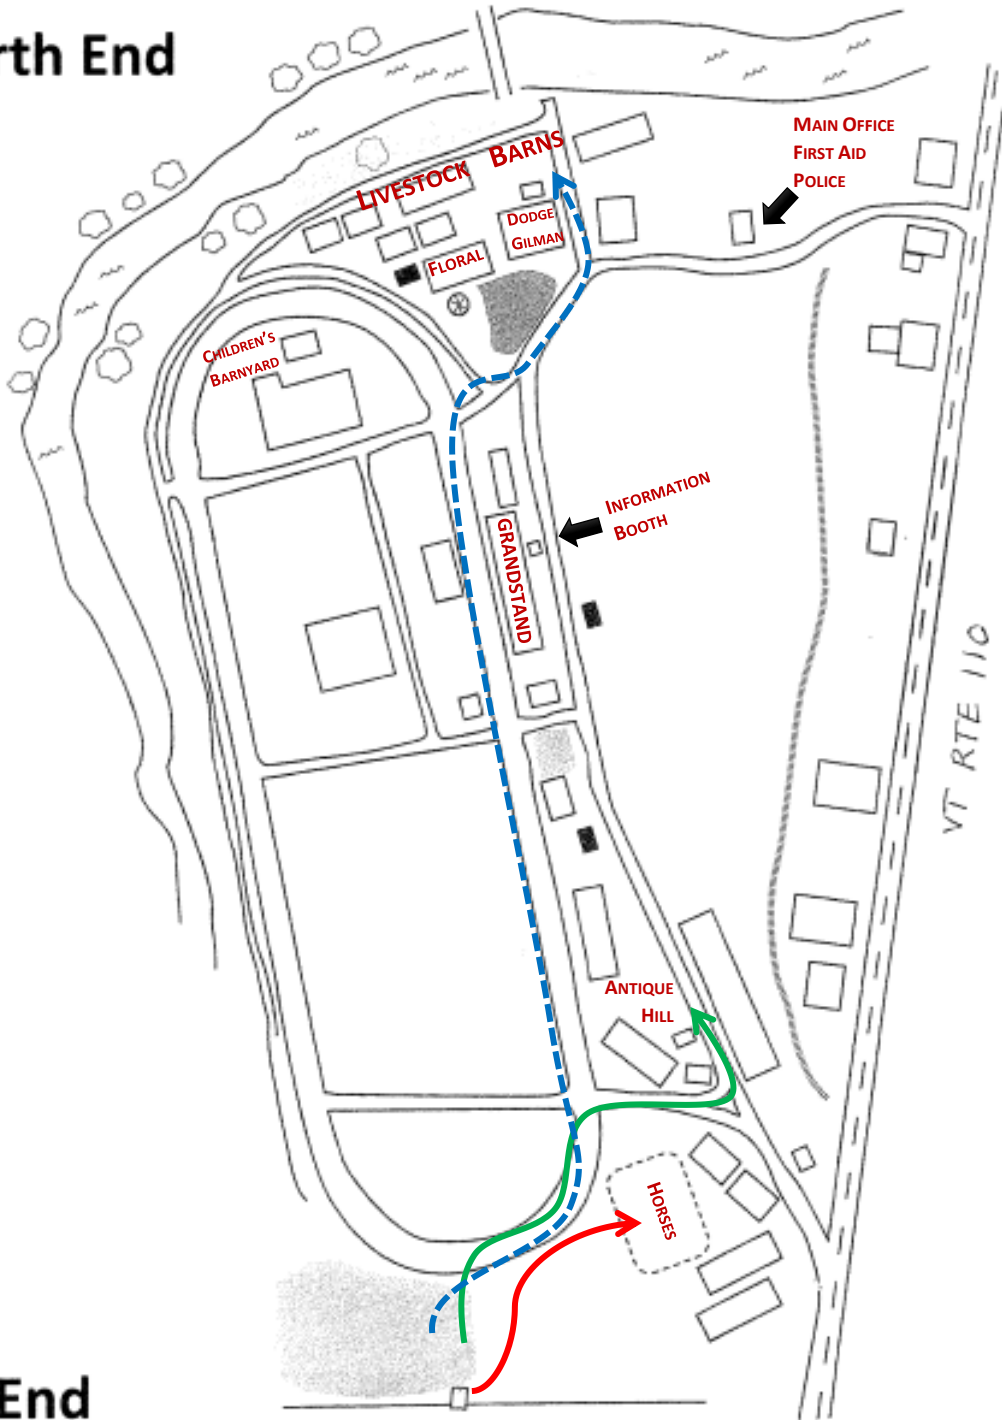 rth End
MAIN OFFICE
FIRST AID
POLICE
LIVESTOCK BARNS
DODGE
GILMAN
FLORAL
CHILDREN'S
BARNYARD
INFORMATION
BOOTH
GRANDSTAND
VT RTE 110
ANTIQUE
HILL
HORSES
End